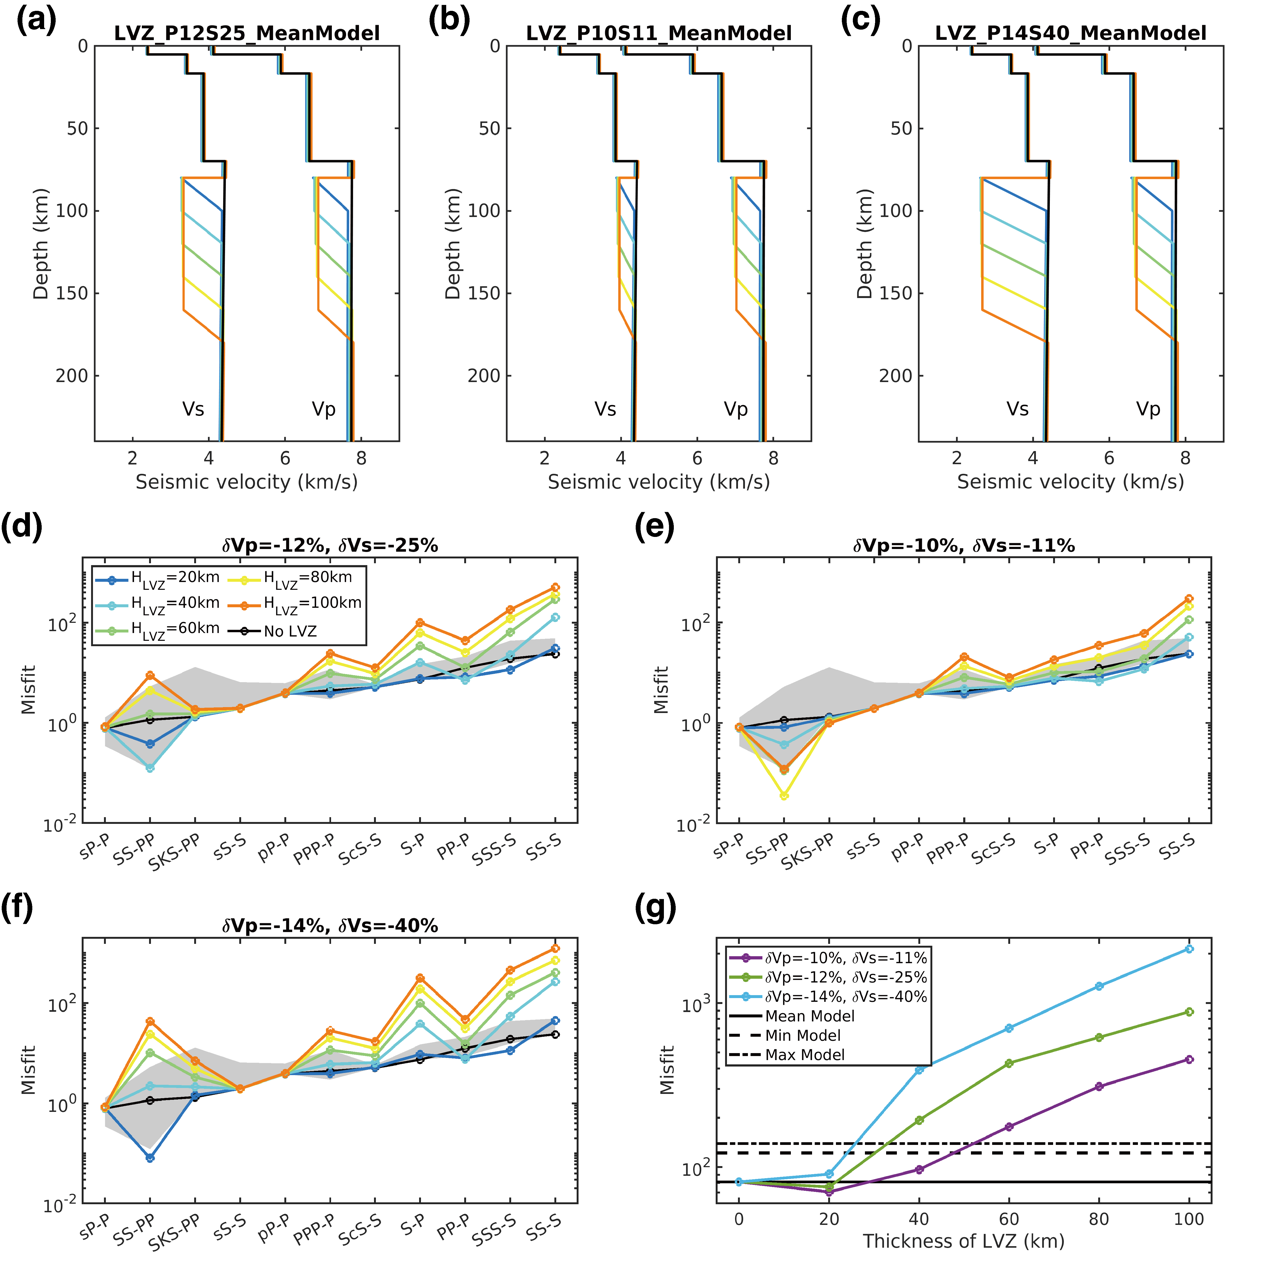 (a)
LVZ_P12S25_MeanModel
0
50
100
150
200
Depth (km)
Vs
Vp
2 4 6 8
Seismic velocity (km/s)
(b)
LVZ_P10S11_MeanModel
0
50
100
150
200
Depth (km)
Vs
Vp
2 4 6 8
Seismic velocity (km/s)
(c)
LVZ_P14S40_MeanModel
0
50
100
150
200
Depth (km)
Vs
Vp
2 4 6 8
Seismic velocity (km/s)
(d)
δVp=-12%, δVs=-25%
H_LVZ=20km H_LVZ=80km
H_LVZ=40km H_LVZ=100km
H_LVZ=60km No LVZ
10^2
10^0
10^-2
Misfit
sP-P SS-PP SKS-PP sS-S pP-P PPP-P ScS-S S-P PP-P SSS-S SS-S
(e)
δVp=-10%, δVs=-11%
10^2
10^0
10^-2
Misfit
sP-P SS-PP SKS-PP sS-S pP-P PPP-P ScS-S S-P PP-P SSS-S SS-S
(f)
δVp=-14%, δVs=-40%
10^2
10^0
10^-2
Misfit
sP-P SS-PP SKS-PP sS-S pP-P PPP-P ScS-S S-P PP-P SSS-S SS-S
(g)
δVp=-10%, δVs=-11%
δVp=-12%, δVs=-25%
δVp=-14%, δVs=-40%
Mean Model
Min Model
Max Model
10^3
10^2
Misfit
0 20 40 60 80 100
Thickness of LVZ (km)